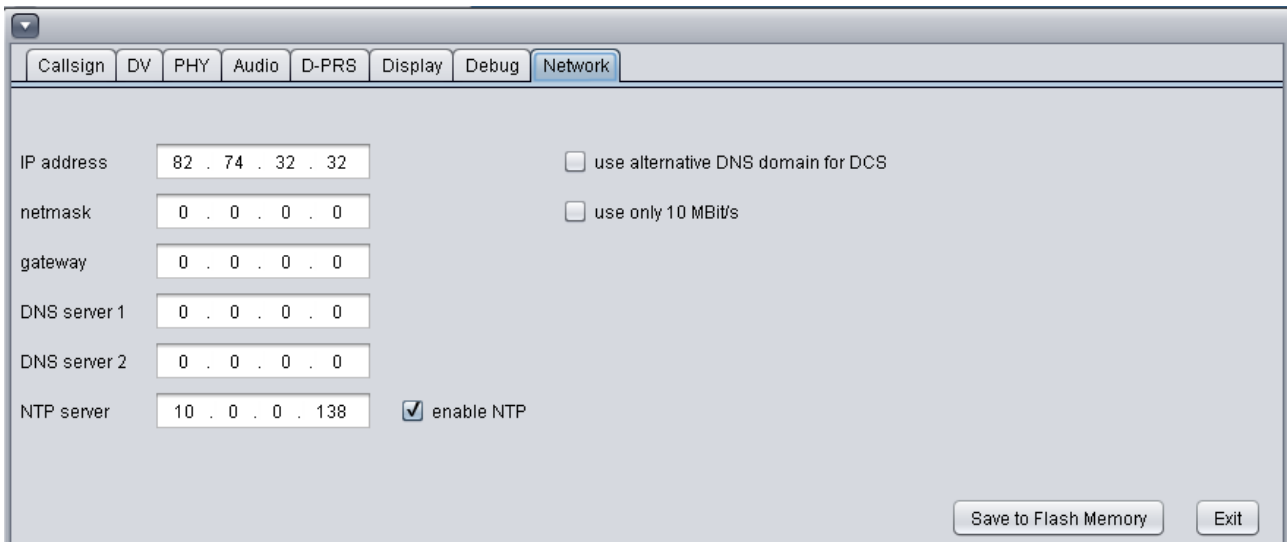 Callsign DV PHY Audio D-PRS Display Debug Network
IP address 82 . 74 . 32 . 32 use alternative DNS domain for DCS
netmask 0 . 0 . 0 . 0 use only 10 MBit/s
gateway 0 . 0 . 0 . 0
DNS server 1 0 . 0 . 0 . 0
DNS server 2 0 . 0 . 0 . 0
NTP server 10 . 0 . 0 . 138 enable NTP
Save to Flash Memory Exit